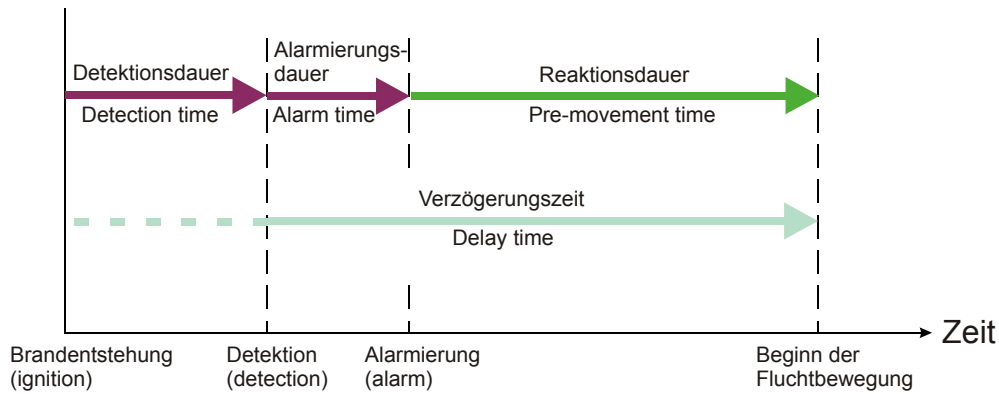 Detektionsdauer
Detection time
Alarmierungs-
dauer
Alarm time
Reaktionsdauer
Pre-movement time
Verzögerungszeit
Delay time
Zeit
Brandentstehung
(ignition)
Detektion
(detection)
Alarmierung
(alarm)
Beginn der
Fluchtbewegung